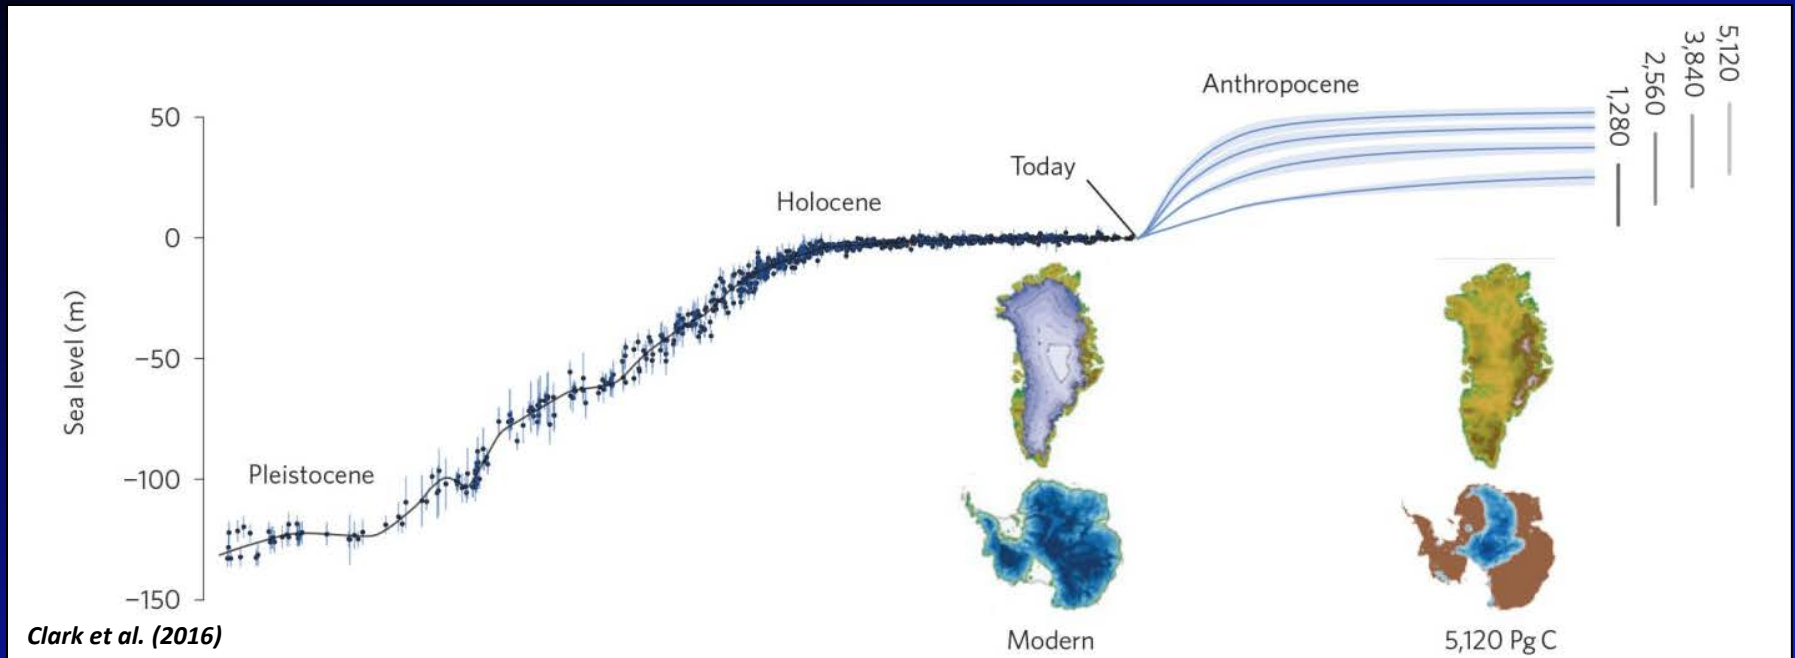 5,120
3,840
2,560
1,280
Anthropocene
50
Today
Holocene
0
−50
Sea level (m)
Pleistocene
−100
−150
Clark et al. (2016)
Modern
5,120 Pg C